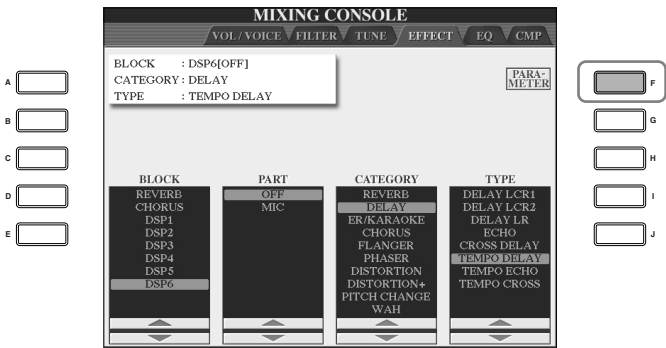 MIXING CONSOLE
VOL / VOICE FILTER TUNE EFFECT EQ CMP
BLOCK : DSP6[OFF]
CATEGORY : DELAY
TYPE : TEMPO DELAY
PARA-
METER
A
B
C
D
E
F
G
H
I
J
BLOCK
REVERB
CHORUS
DSP1
DSP2
DSP3
DSP4
DSP5
DSP6
PART
OFF
MIC
CATEGORY
REVERB
DELAY
ER/KARAOKE
CHORUS
FLANGER
PHASER
DISTORTION
DISTORTION+
PITCH CHANGE
WAH
TYPE
DELAY LCR1
DELAY LCR2
DELAY LR
ECHO
CROSS DELAY
TEMPO DELAY
TEMPO ECHO
TEMPO CROSS